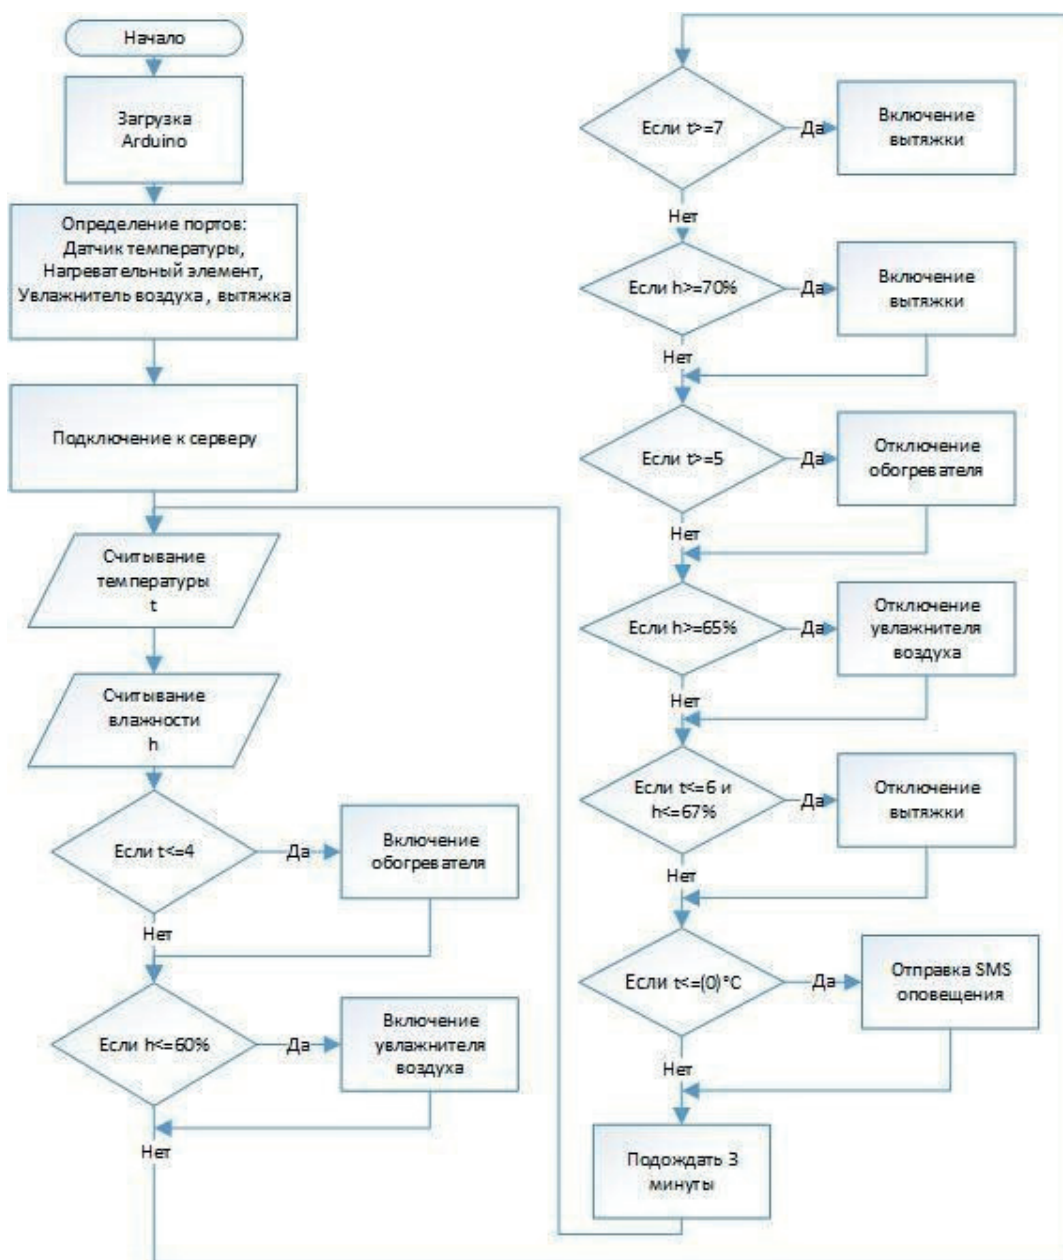 Начало
Загрузка
Arduino
Определение портов:
Датчик температуры,
Нагревательный элемент,
Увлажнитель воздуха , вытяжка
Подключение к серверу
Считывание
температуры
t
Считывание
влажности
h
Если t<=4
Да
Включение
обогревателя
Нет
Если h<=60%
Да
Включение
увлажнителя
воздуха
Нет
Если t>=7
Да
Включение
вытяжки
Нет
Если h>=70%
Да
Включение
вытяжки
Нет
Если t>=5
Да
Отключение
обогревателя
Нет
Если h>=65%
Да
Отключение
увлажнителя
воздуха
Нет
Если t<=6 и
h<=67%
Да
Отключение
вытяжки
Нет
Если t<=(0)°C
Да
Отправка SMS
оповещения
Нет
Подождать 3
минуты